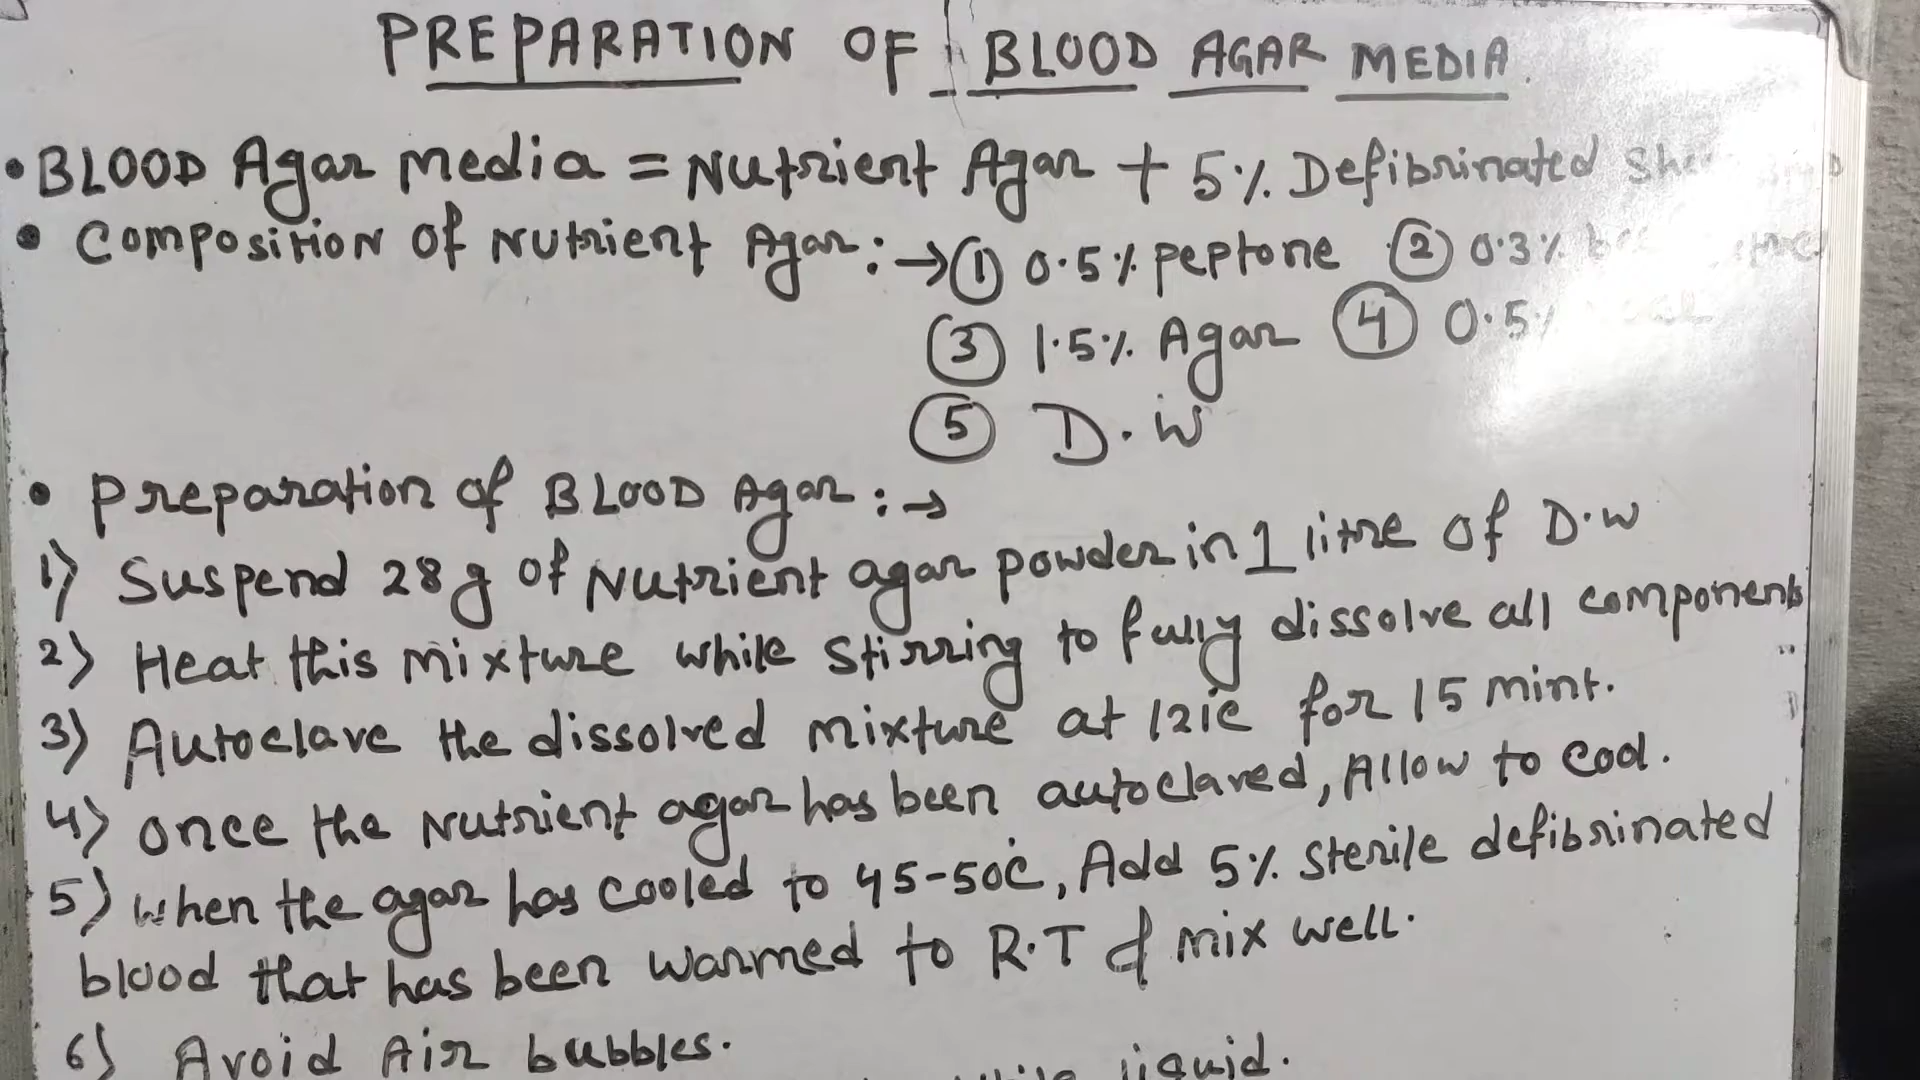 PREPARATION OF BLOOD AGAR MEDIA.
• BLOOD Agar Media = Nutrient Agar + 5% Defibrinated
• Composition of Nutrient Agar :→ ① 0.5% peptone ② 0.3%
③ 1.5% Agar ④ 0.5%
⑤ D.W
• Preparation of BLOOD Agar :→
1) Suspend 28g of Nutrient agar powder in 1 litre of D.W
2) Heat this mixture while stirring to fully dissolve all components
3) Autoclave the dissolved mixture at 121c for 15 mint.
4) once the Nutrient agar has been autoclaved, Allow to cool.
5) when the agar has cooled to 45-50c, Add 5% sterile defibrinated
blood that has been warmed to R.T & mix well.
6) Avoid Air bubbles.
while liquid.